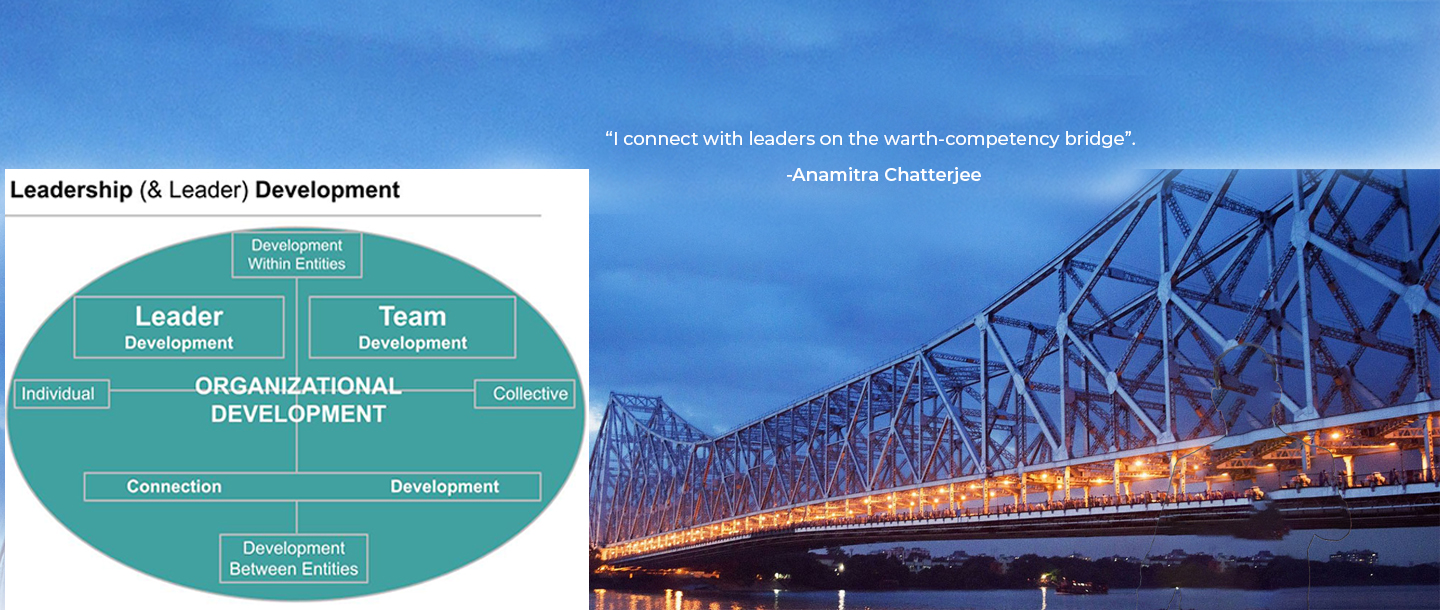 “I connect with leaders on the warth-competency bridge”.
-Anamitra Chatterjee
Leadership (& Leader) Development
Development
Within Entities
Leader
Development
Team
Development
Individual
ORGANIZATIONAL
DEVELOPMENT
Collective
Connection
Development
Development
Between Entities